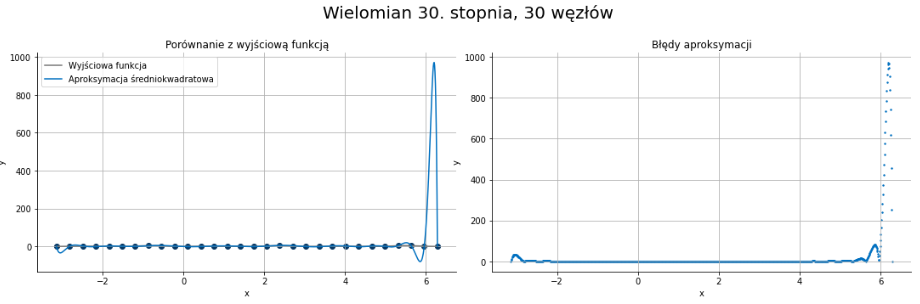 Wielomian 30. stopnia, 30 węzłów
Porównanie z wyjściową funkcją
Wyjściowa funkcja
Aproksymacja średniokwadratowa
1000
800
600
400
200
0
−2
0
2
4
6
x
y
Błędy aproksymacji
1000
800
600
400
200
0
−2
0
2
4
6
x
y